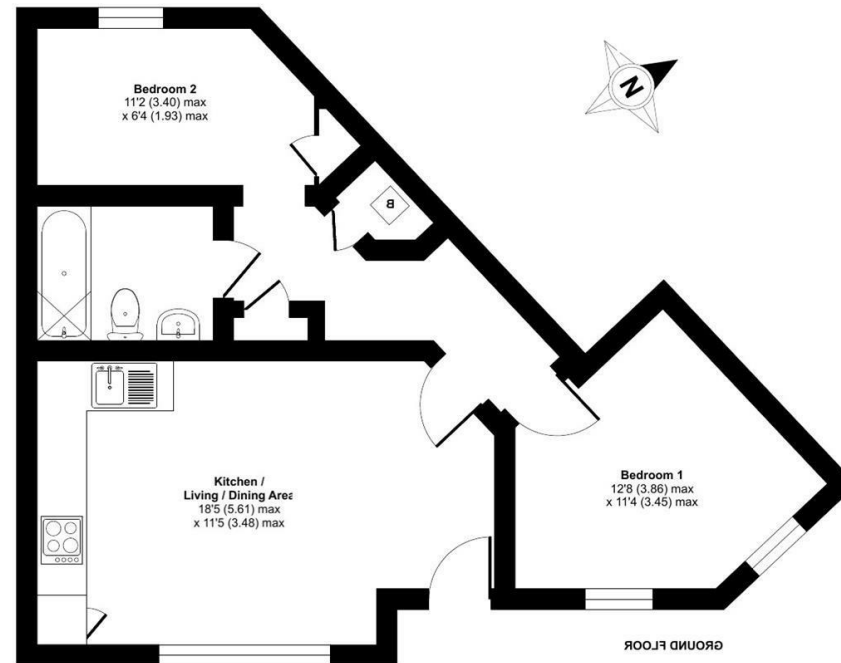 Bedroom 2
11'2 (3.40) max
x 6'4 (1.93) max
N
B
Kitchen /
Living / Dining Area
18'5 (5.61) max
x 11'5 (3.48) max
Bedroom 1
12'8 (3.86) max
x 11'4 (3.45) max
GROUND FLOOR